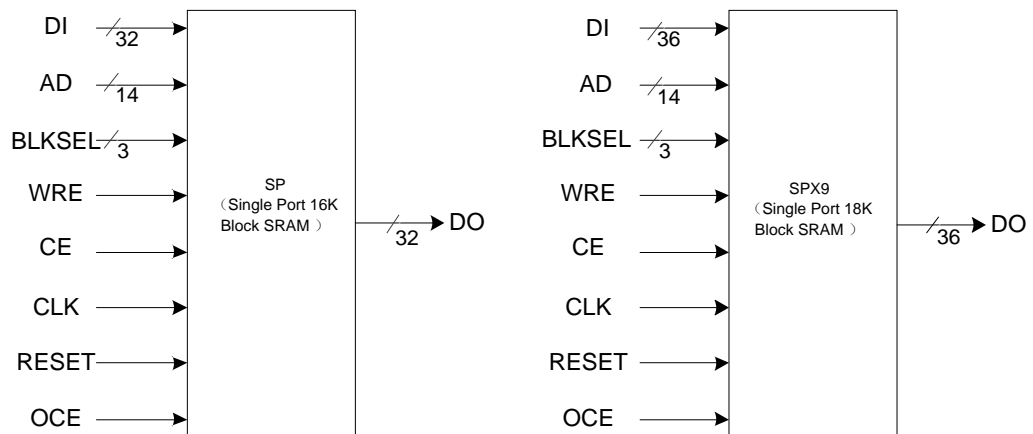 DI
32
AD
14
BLKSEL
3
WRE
CE
CLK
RESET
OCE
SP
（Single Port 16K
Block SRAM ）
32
DO
DI
36
AD
14
BLKSEL
3
WRE
CE
CLK
RESET
OCE
SPX9
（Single Port 18K
Block SRAM ）
36
DO